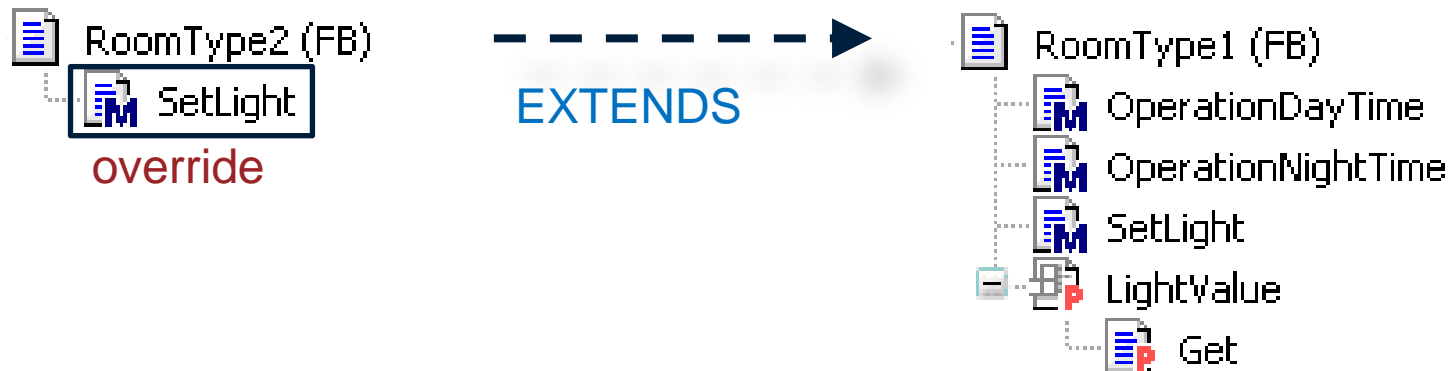 RoomType2 (FB)
SetLight
override
EXTENDS
RoomType1 (FB)
OperationDayTime
OperationNightTime
SetLight
LightValue
Get